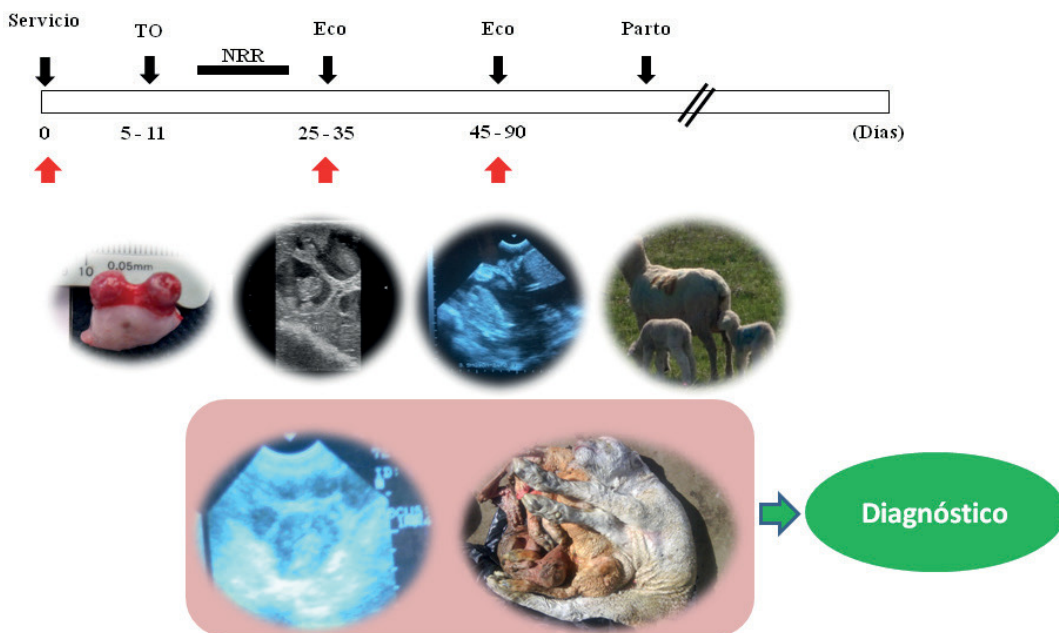 Servicio
TO
NRR
Eco
Eco
Parto
0
5 - 11
25 - 35
45 - 90
(Días)
10
0.05mm
Diagnóstico